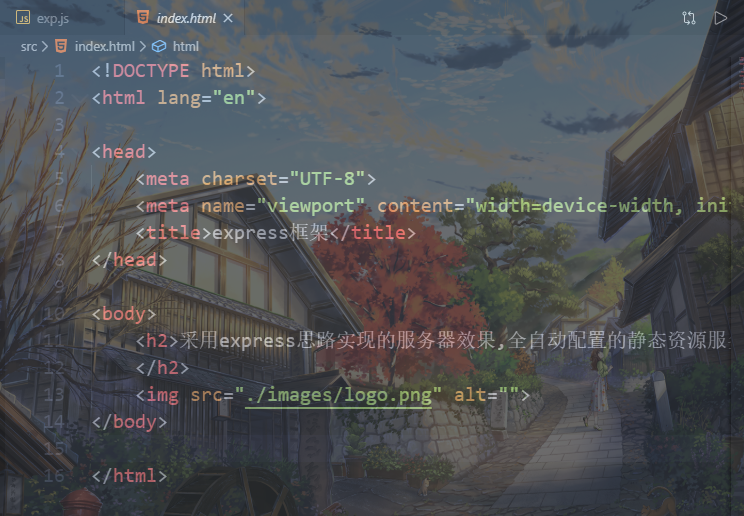 exp.js index.html
src > index.html > html
1 <!DOCTYPE html>
2 <html lang="en">
3
4 <head>
5 <meta charset="UTF-8">
6 <meta name="viewport" content="width=device-width, ini
7 <title>express框架</title>
8 </head>
9
10 <body>
11 <h2>采用express思路实现的服务器效果,全自动配置的静态资源服
12 </h2>
13 <img src="./images/logo.png" alt="">
14 </body>
15
16 </html>